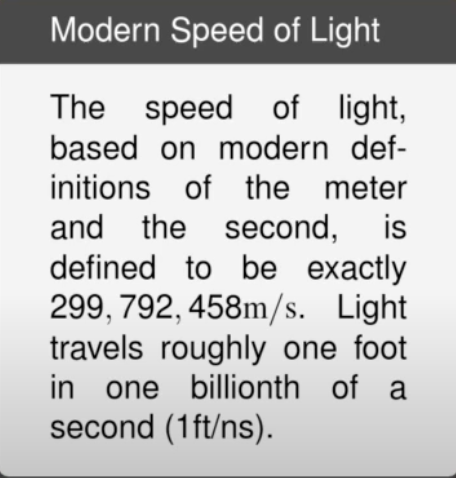 Modern Speed of Light
The speed of light,
based on modern def-
initions of the meter
and the second, is
defined to be exactly
299, 792, 458m/s. Light
travels roughly one foot
in one billionth of a
second (1ft/ns).